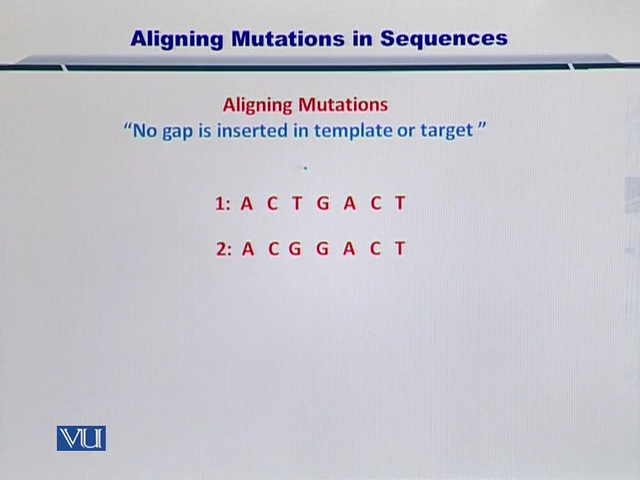 Aligning Mutations in Sequences
Aligning Mutations
“No gap is inserted in template or target ”
1: A C T G A C T
2: A C G G A C T
VU